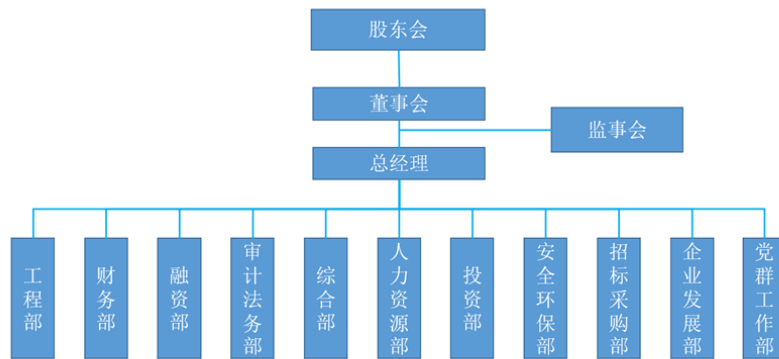 股东会
董事会
监事会
总经理
工程部
财务部
融资部
审计法务部
综合部
人力资源部
投资部
安全环保部
招标采购部
企业发展部
党群工作部